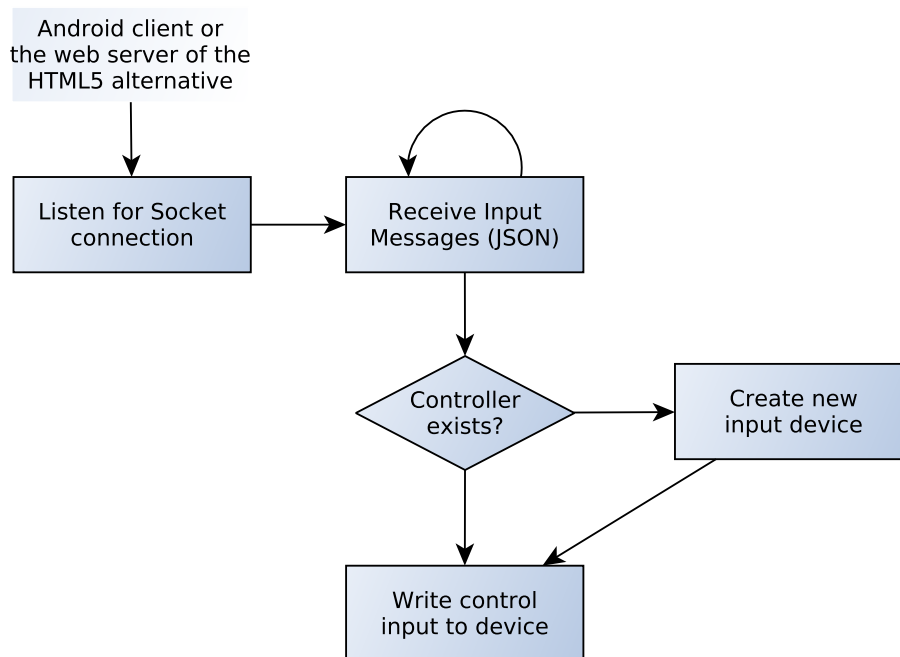 Android client or
the web server of the
HTML5 alternative
Listen for Socket
connection
Receive Input
Messages (JSON)
Controller
exists?
Create new
input device
Write control
input to device